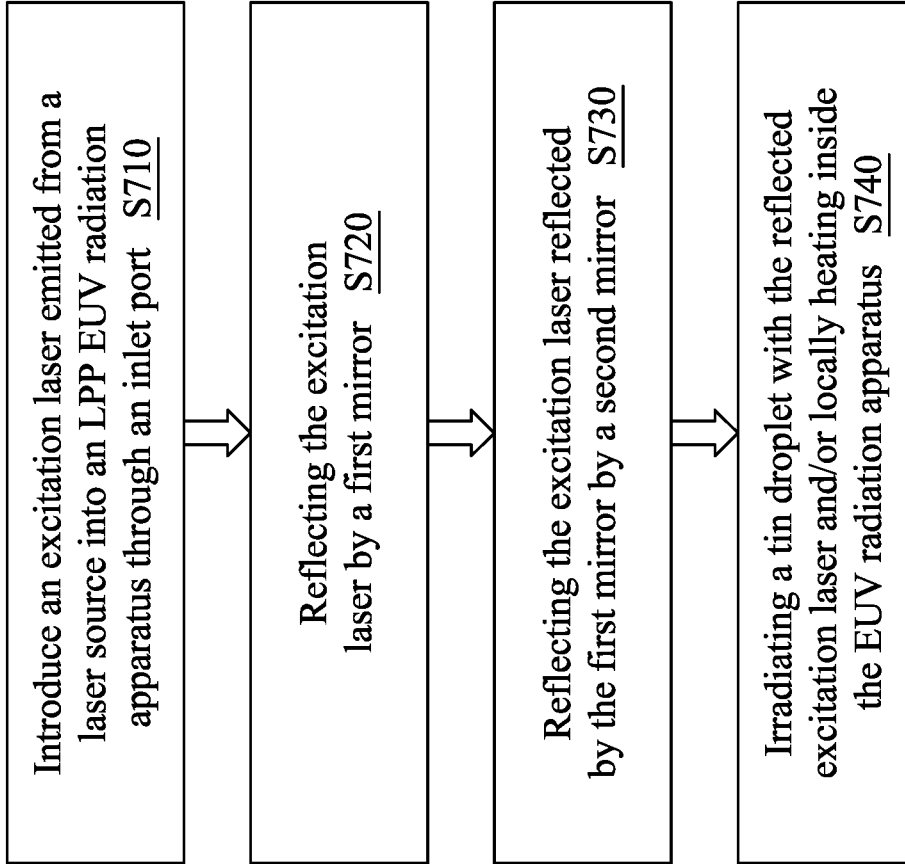 Introduce an excitation laser emitted from a
laser source into an LPP EUV radiation
apparatus through an inlet port S710
Reflecting the excitation
laser by a first mirror S720
Reflecting the excitation laser reflected
by the first mirror by a second mirror S730
Irradiating a tin droplet with the reflected
excitation laser and/or locally heating inside
the EUV radiation apparatus S740